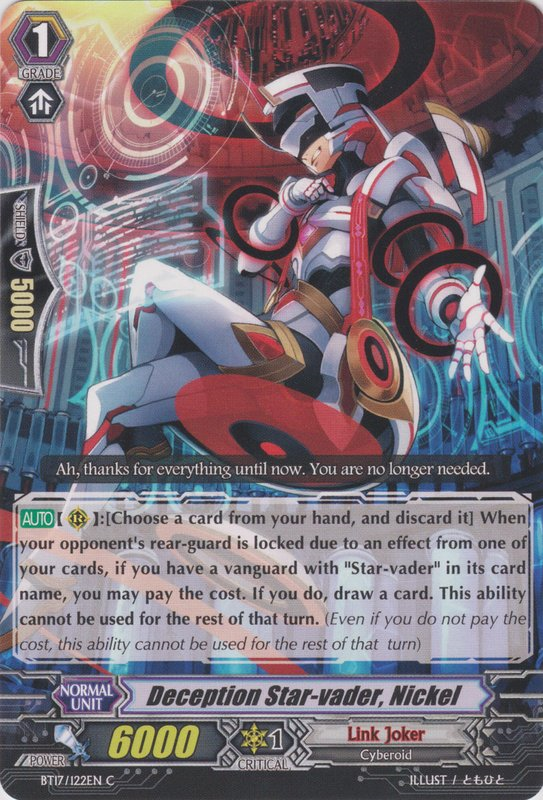 1
GRADE
SHIELD
5000
Ah, thanks for everything until now. You are no longer needed.
AUTO【 R 】:[Choose a card from your hand, and discard it] When
your opponent's rear-guard is locked due to an effect from one of
your cards, if you have a vanguard with "Star-vader" in its card
name, you may pay the cost. If you do, draw a card. This ability
cannot be used for the rest of that turn. (Even if you do not pay the
cost, this ability cannot be used for the rest of that turn)
NORMAL
UNIT
Deception Star-vader, Nickel
POWER
6000
1
CRITICAL
Link Joker
Cyberoid
BT17/122EN C
ILLUST / ともひと